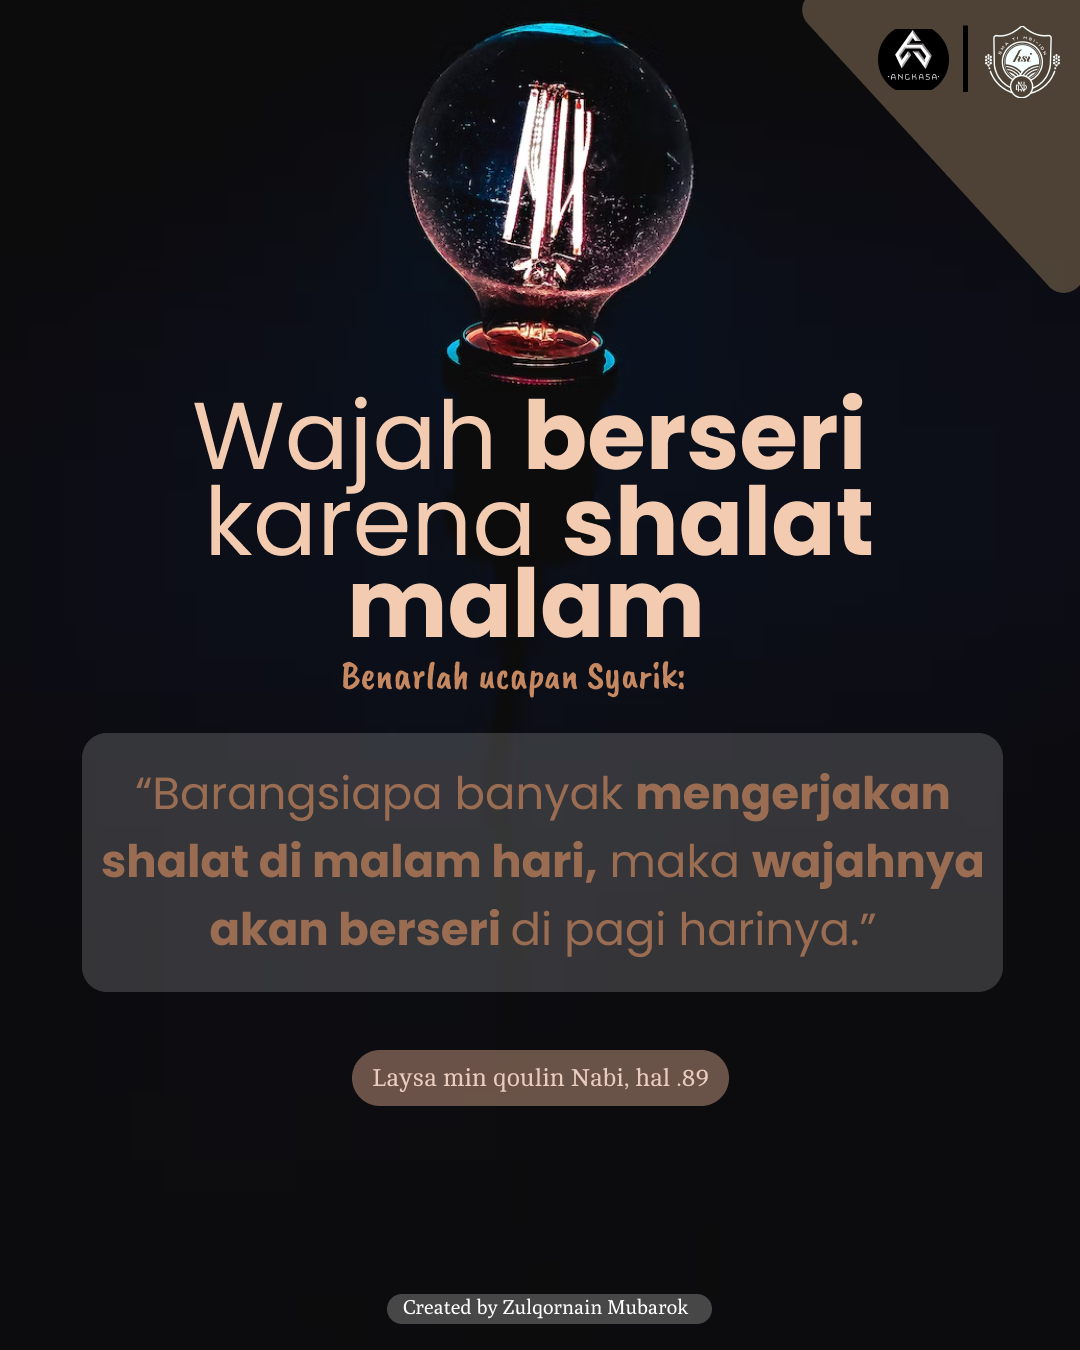 ANGKASA
hsi
Wajah berseri
karena shalat
malam
Benarlah ucapan Syarik:
“Barangsiapa banyak mengerjakan
shalat di malam hari, maka wajahnya
akan berseri di pagi harinya.”
Laysa min qoulin Nabi, hal .89
Created by Zulqornain Mubarok